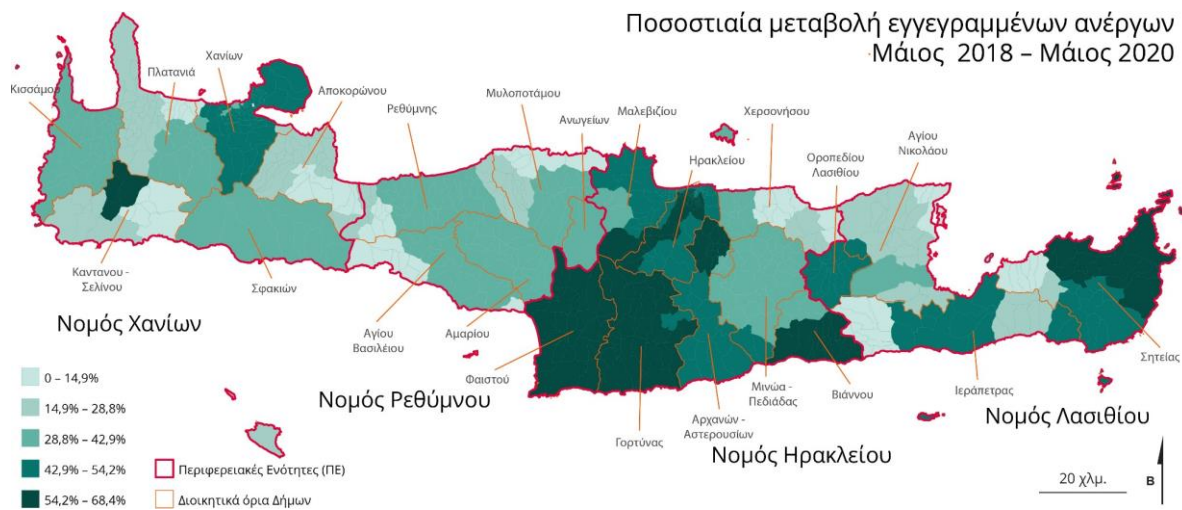 Ποσοστιαία μεταβολή εγγεγραμμένων ανέργων
Μάιος 2018 – Μάιος 2020
Κισσάμου
Πλατανιά
Χανίων
Αποκορώνου
Ρεθύμνης
Μυλοποτάμου
Ανωγείων
Μαλεβιζίου
Ηρακλείου
Χερσονήσου
Οροπεδίου
Λασιθίου
Αγίου
Νικολάου
Καντανου -
Σελίνου
Σφακιών
Νομός Χανίων
Αγίου
Βασιλείου
Αμαρίου
Φαιστού
Νομός Ρεθύμνου
Γορτύνας
Αρχανών -
Αστερουσίων
Μινώα -
Πεδιάδας
Βιάννου
Νομός Ηρακλείου
Ιεράπετρας
Σητείας
Νομός Λασιθίου
0 – 14,9%
14,9% – 28,8%
28,8% – 42,9%
42,9% – 54,2%
54,2% – 68,4%
Περιφερειακές Ενότητες (ΠΕ)
Διοικητικά όρια Δήμων
20 χλμ.
Β